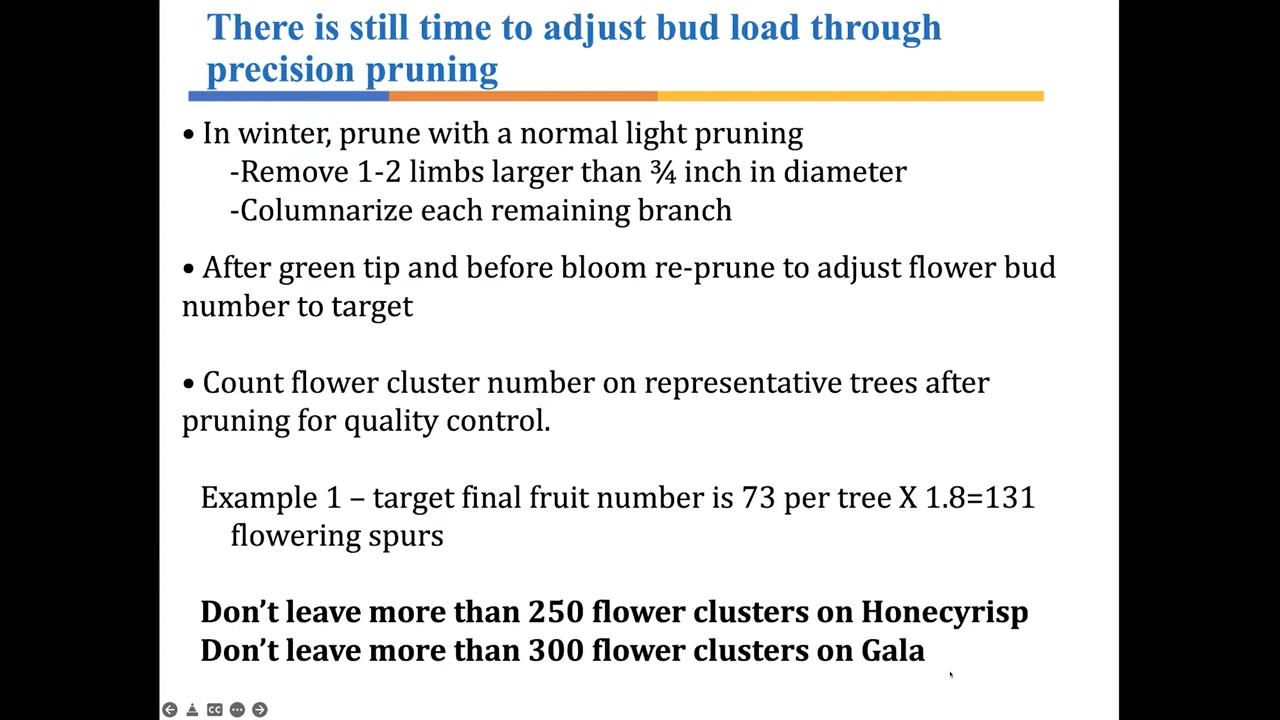 There is still time to adjust bud load through
precision pruning
• In winter, prune with a normal light pruning
-Remove 1-2 limbs larger than ¾ inch in diameter
-Columnarize each remaining branch
• After green tip and before bloom re-prune to adjust flower bud
number to target
• Count flower cluster number on representative trees after
pruning for quality control.
Example 1 – target final fruit number is 73 per tree X 1.8=131
flowering spurs
Don’t leave more than 250 flower clusters on Honecyrisp
Don’t leave more than 300 flower clusters on Gala
CC